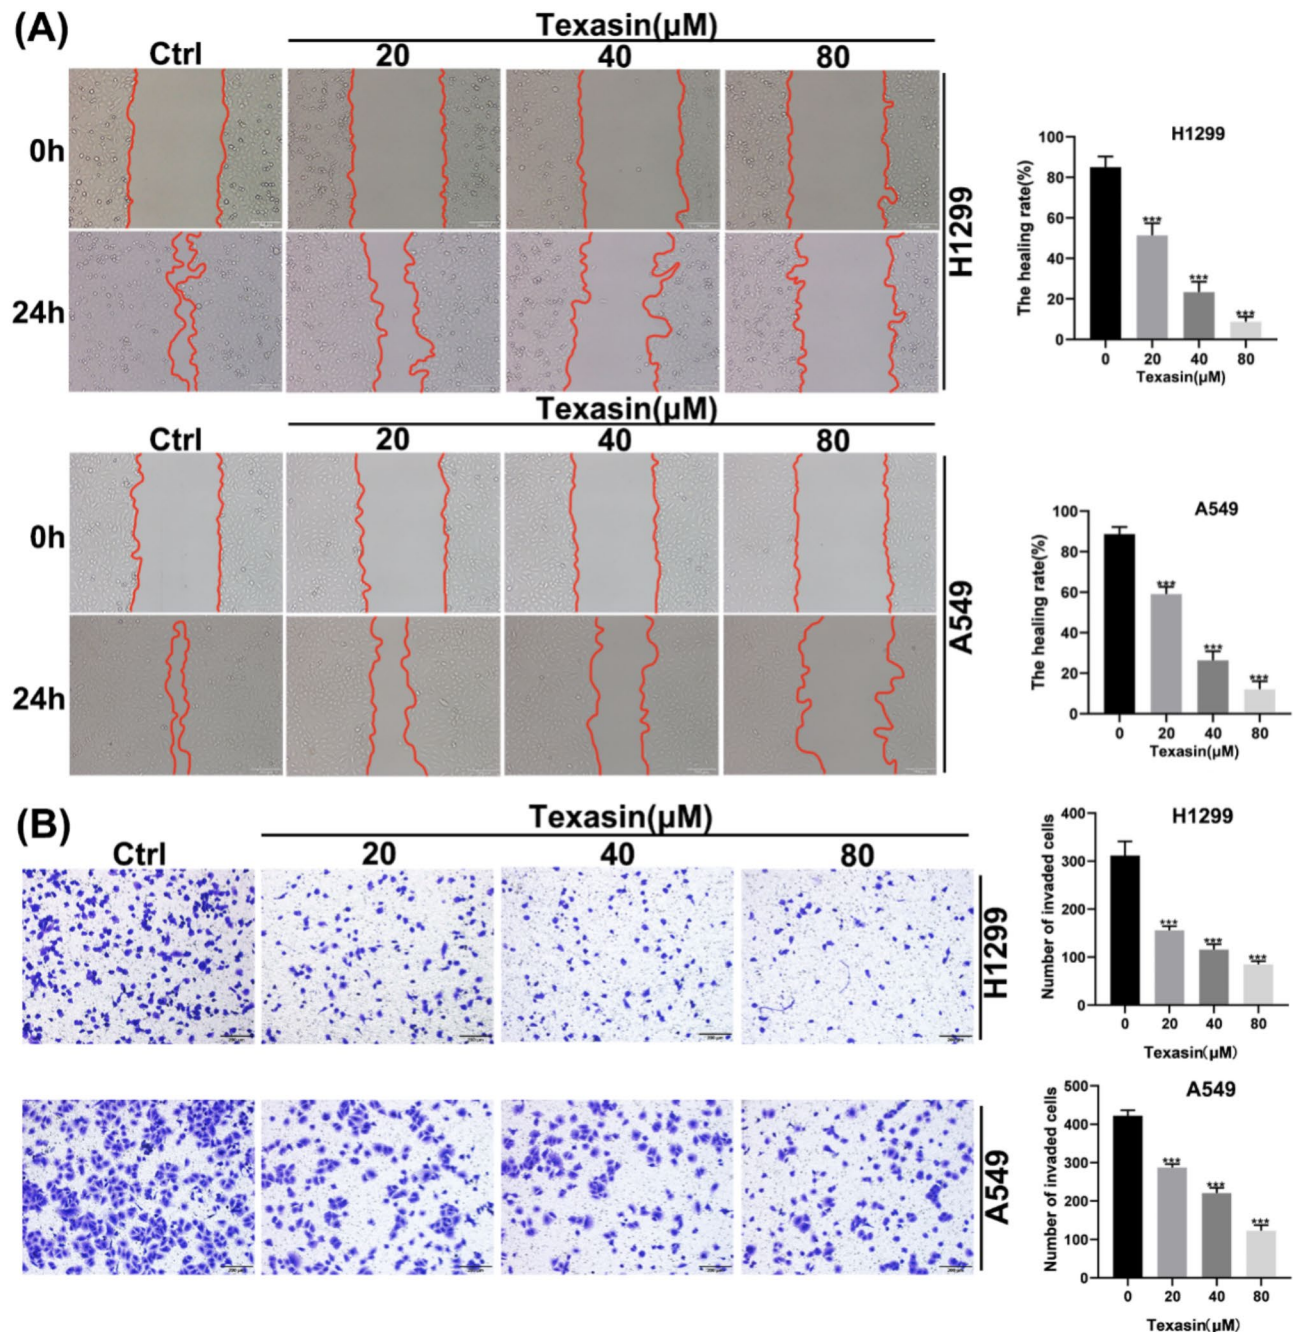 (A)
Texasin(μM)
Ctrl 20 40 80
0h
24h
H1299
H1299
The healing rate(%)
100
80
60
40
20
0
***
***
***
0 20 40 80
Texasin(μM)
Texasin(μM)
Ctrl 20 40 80
0h
24h
A549
A549
The healing rate(%)
100
80
60
40
20
0
***
***
***
0 20 40 80
Texasin(μM)
(B)
Texasin(μM)
Ctrl 20 40 80
H1299
H1299
Number of invaded cells
400
300
200
100
0
***
***
***
0 20 40 80
Texasin(μM)
A549
A549
Number of invaded cells
500
400
300
200
100
0
***
***
***
0 20 40 80
Texasin(μM)